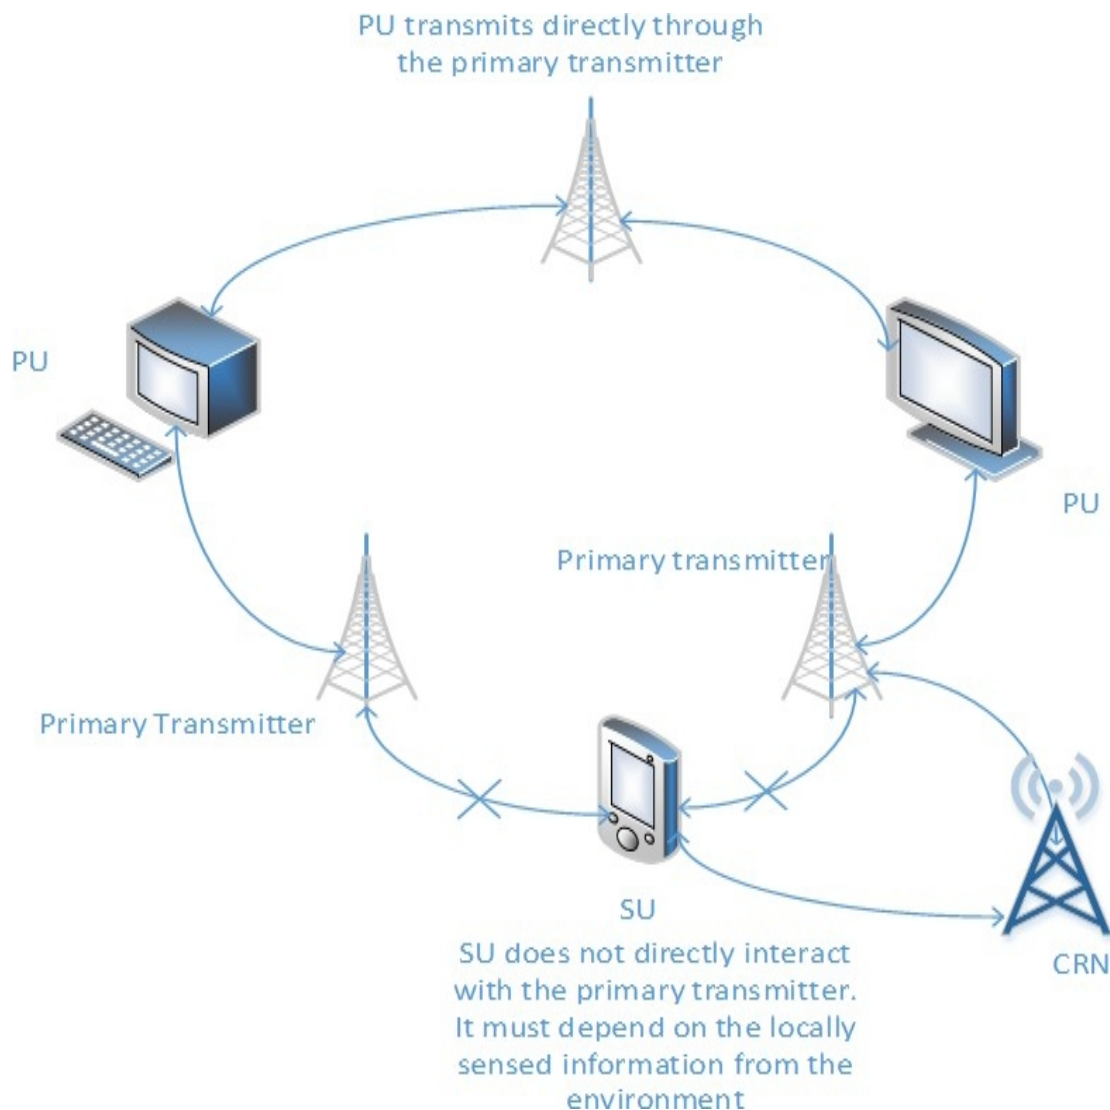 PU transmits directly through
the primary transmitter
PU
PU
Primary transmitter
Primary Transmitter
SU
CRN
SU does not directly interact
with the primary transmitter.
It must depend on the locally
sensed information from the
environment